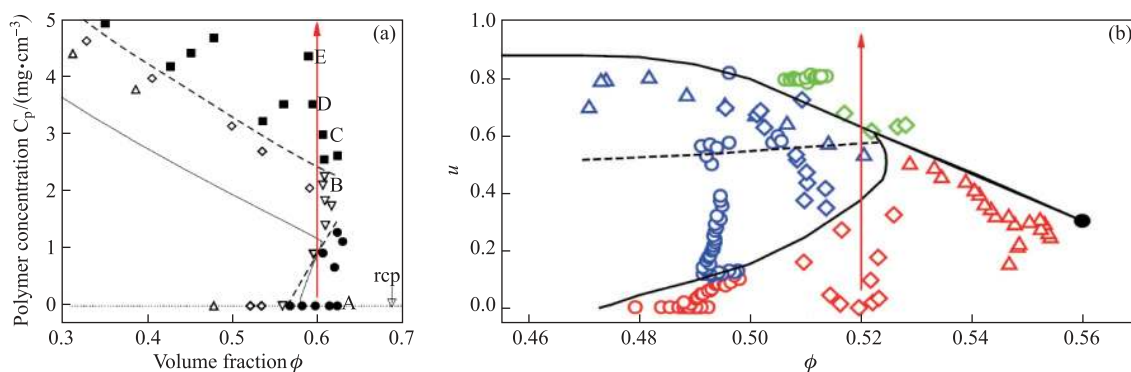 Polymer concentration Cp/(mg·cm⁻³)
5
4
3
2
1
0
(a)
E
D
C
B
A
rcp
0.3 0.4 0.5 0.6 0.7
Volume fraction ϕ
u
1.0
0.8
0.6
0.4
0.2
0.0
(b)
0.46 0.48 0.50 0.52 0.54 0.56
ϕ